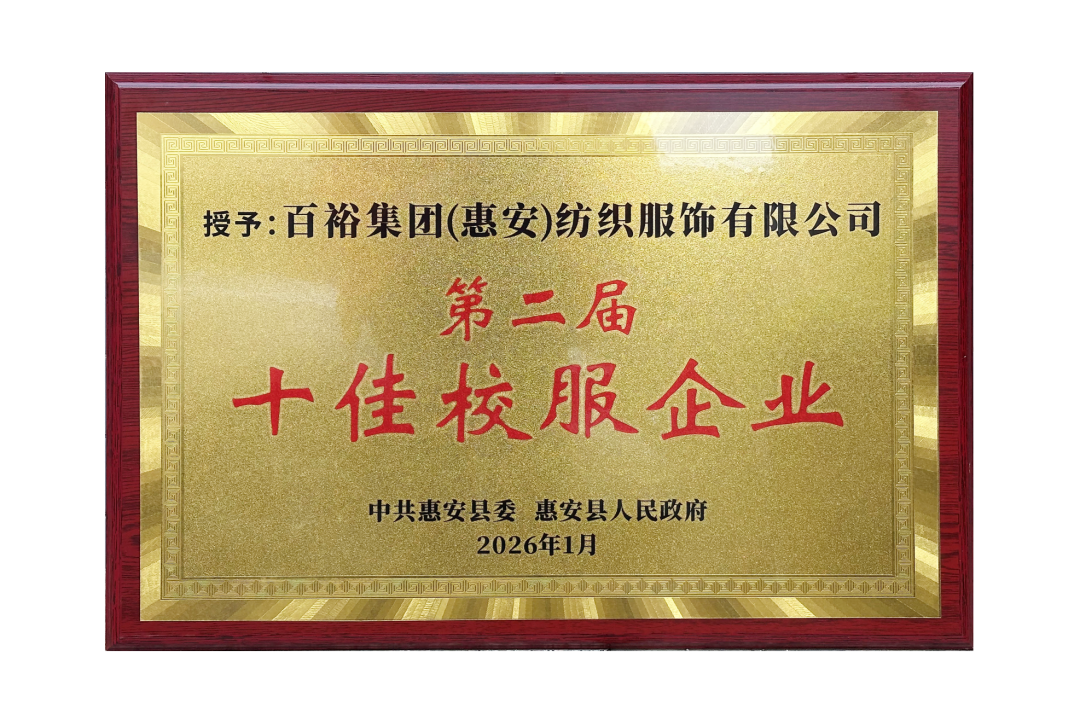 授予:百裕集团(惠安)纺织服饰有限公司
第二届
十佳校服企业
中共惠安县委 惠安县人民政府
2026年1月